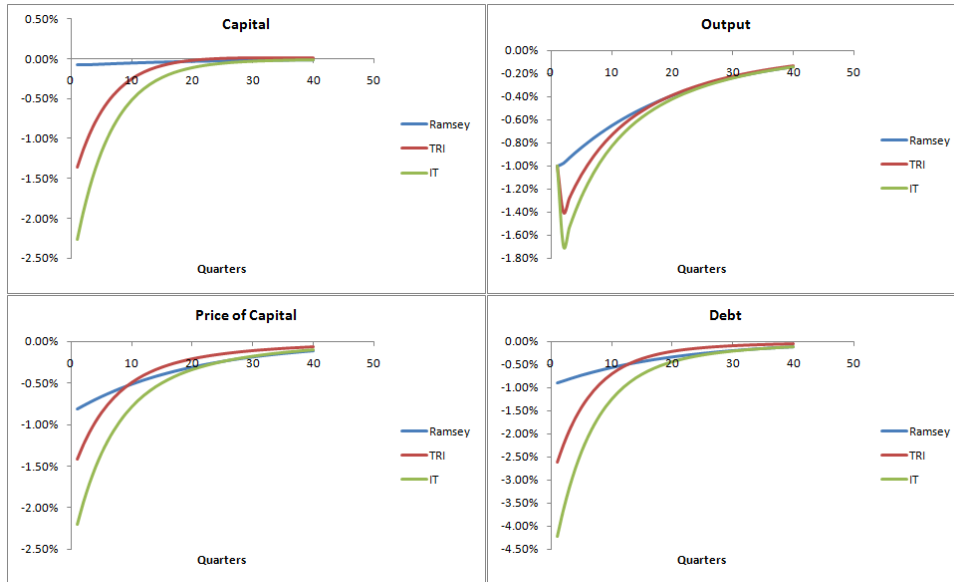 Capital
0.50%
0.00%
-0.50%
-1.00%
-1.50%
-2.00%
-2.50%
0 10 20 30 40 50
Ramsey
TRI
IT
Quarters
Output
0.00%
-0.20%
-0.40%
-0.60%
-0.80%
-1.00%
-1.20%
-1.40%
-1.60%
-1.80%
0 10 20 30 40 50
Ramsey
TRI
IT
Quarters
Price of Capital
0.00%
-0.50%
-1.00%
-1.50%
-2.00%
-2.50%
0 10 20 30 40 50
Ramsey
TRI
IT
Quarters
Debt
0.00%
-0.50%
-1.00%
-1.50%
-2.00%
-2.50%
-3.00%
-3.50%
-4.00%
-4.50%
0 10 20 30 40 50
Ramsey
TRI
IT
Quarters